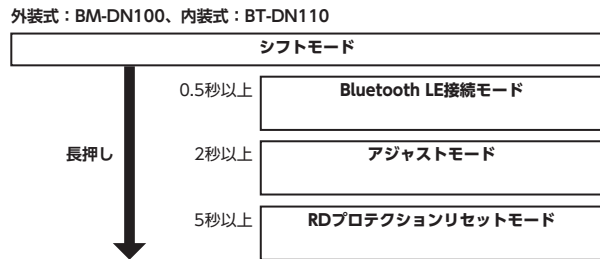 外装式：BM-DN100、内装式：BT-DN110
シフトモード
0.5秒以上 Bluetooth LE接続モード
長押し 2秒以上 アジャストモード
5秒以上 RDプロテクションリセットモード